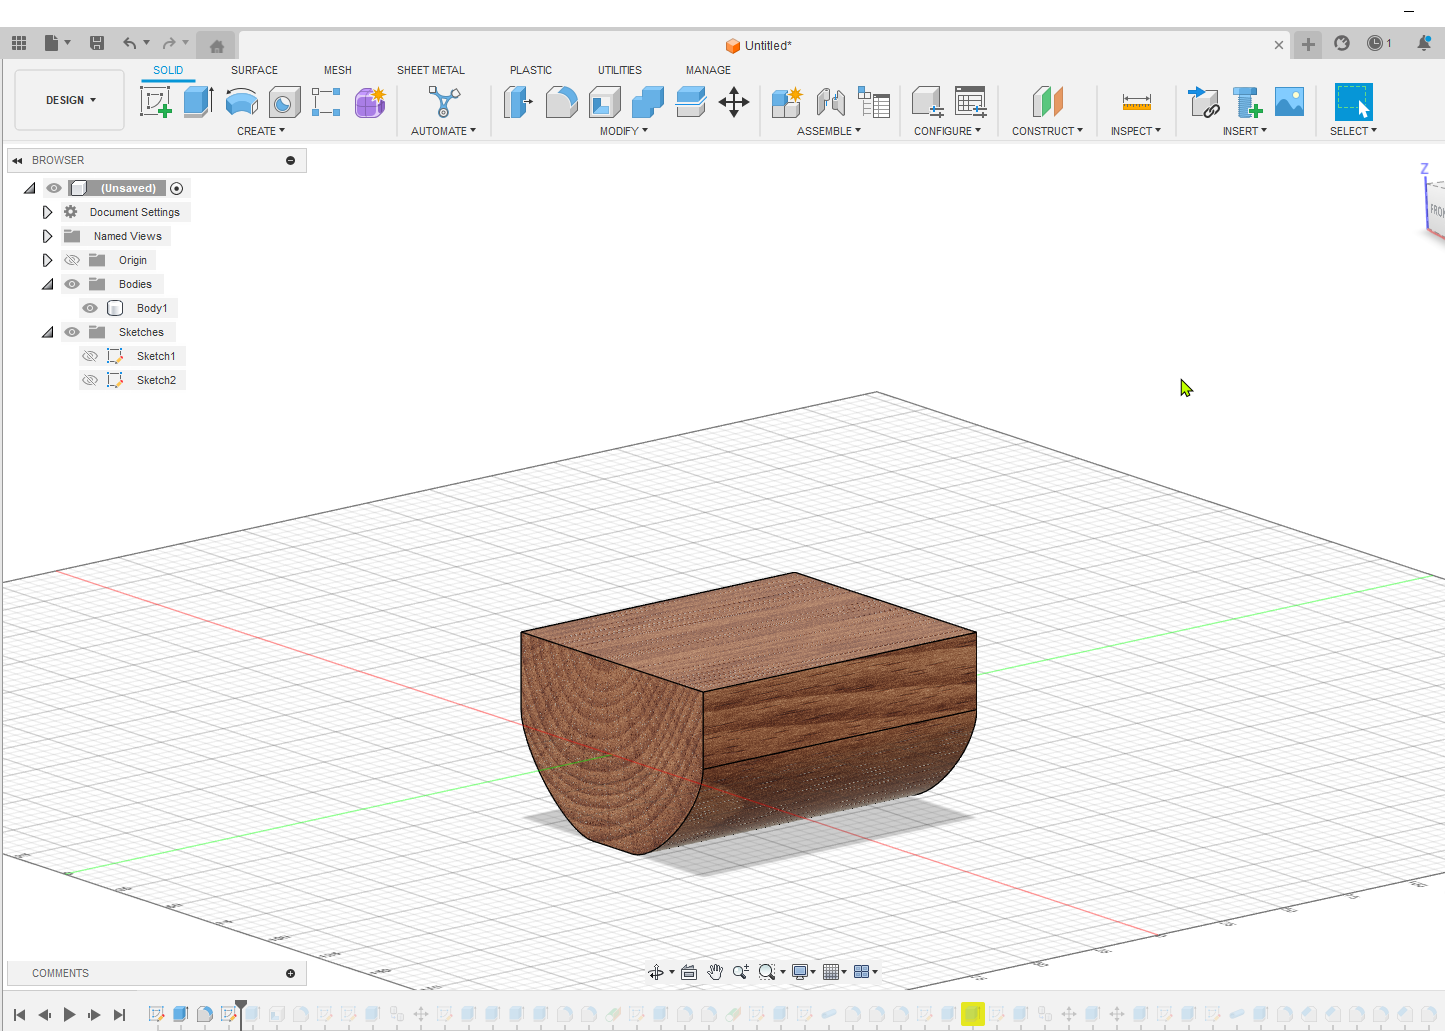 Untitled*
1
DESIGN
SOLID SURFACE MESH SHEET METAL PLASTIC UTILITIES MANAGE
CREATE AUTOMATE MODIFY ASSEMBLE CONFIGURE CONSTRUCT INSPECT INSERT SELECT
BROWSER
(Unsaved)
Document Settings
Named Views
Origin
Bodies
Body1
Sketches
Sketch1
Sketch2
Z
COMMENTS